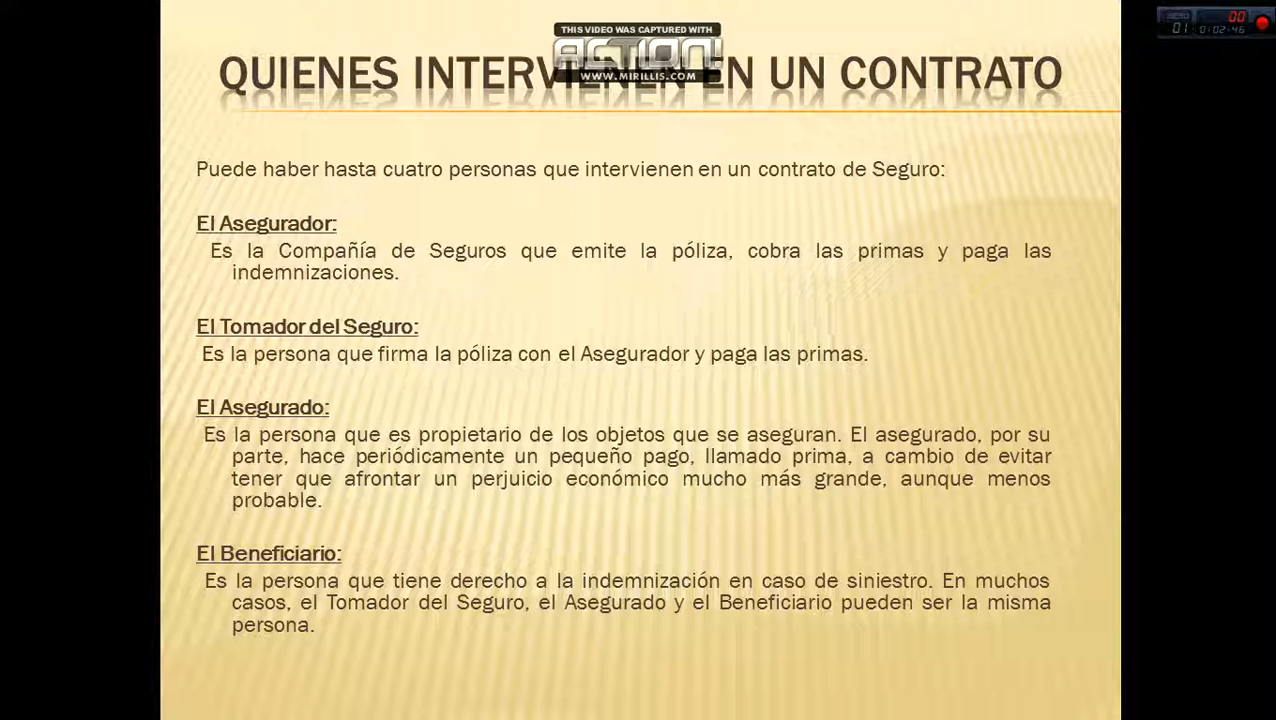 THIS VIDEO WAS CAPTURED WITH
ACTION!
WWW.MIRILLIS.COM
00
01 0:02:46
QUIENES INTERVIENEN EN UN CONTRATO
Puede haber hasta cuatro personas que intervienen en un contrato de Seguro:
El Asegurador:
Es la Compañía de Seguros que emite la póliza, cobra las primas y paga las
indemnizaciones.
El Tomador del Seguro:
Es la persona que firma la póliza con el Asegurador y paga las primas.
El Asegurado:
Es la persona que es propietario de los objetos que se aseguran. El asegurado, por su
parte, hace periódicamente un pequeño pago, llamado prima, a cambio de evitar
tener que afrontar un perjuicio económico mucho más grande, aunque menos
probable.
El Beneficiario:
Es la persona que tiene derecho a la indemnización en caso de siniestro. En muchos
casos, el Tomador del Seguro, el Asegurado y el Beneficiario pueden ser la misma
persona.